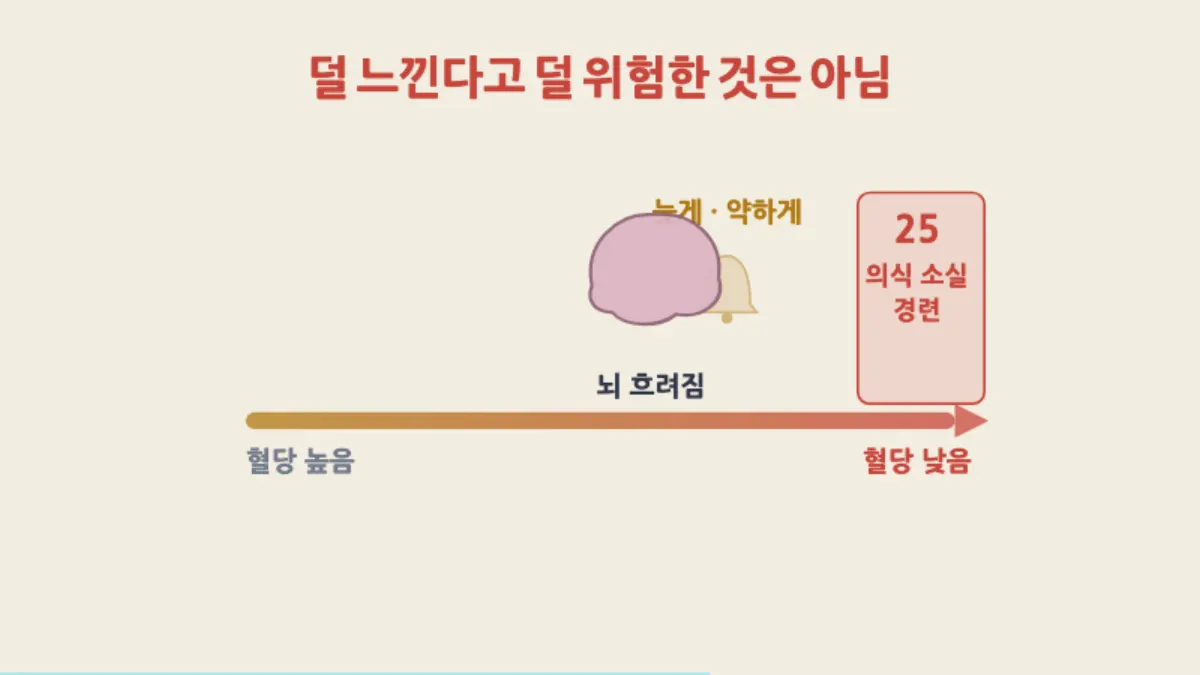 덜 느낀다고 덜 위험한 것은 아님
늦게 · 약하게
25
의식 소실
경련
뇌 흐려짐
혈당 높음
혈당 낮음